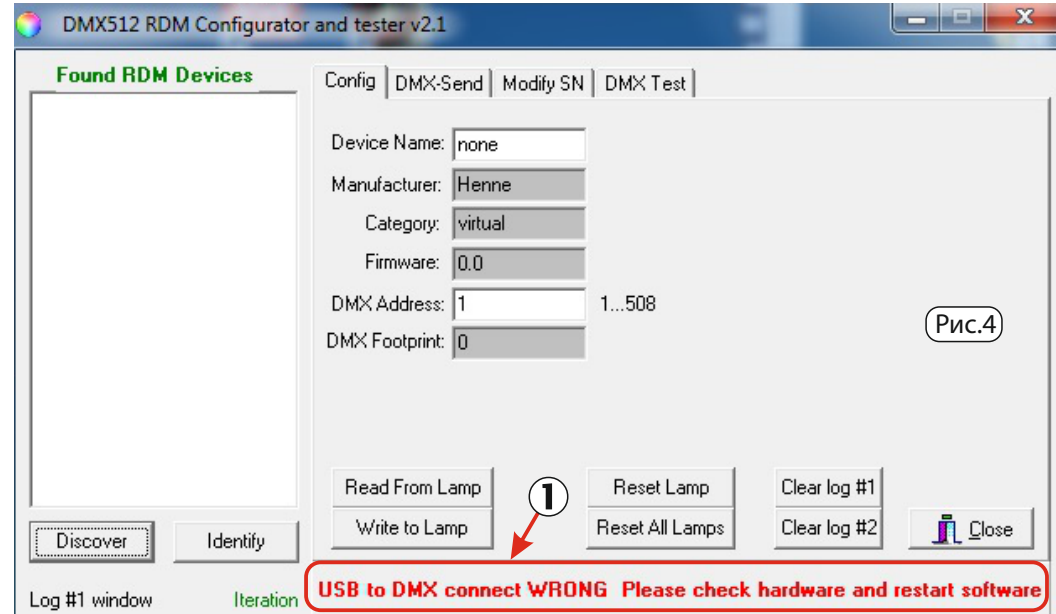 DMX512 RDM Configurator and tester v2.1
Found RDM Devices
Config DMX-Send Modify SN DMX Test
Device Name: none
Manufacturer: Henne
Category: virtual
Firmware: 0.0
DMX Address: 1 1...508
DMX Footprint: 0
Рис.4
Read From Lamp Reset Lamp Clear log #1
1
Write to Lamp Reset All Lamps Clear log #2 Close
Discover Identify
USB to DMX connect WRONG Please check hardware and restart software
Log #1 window Iteration